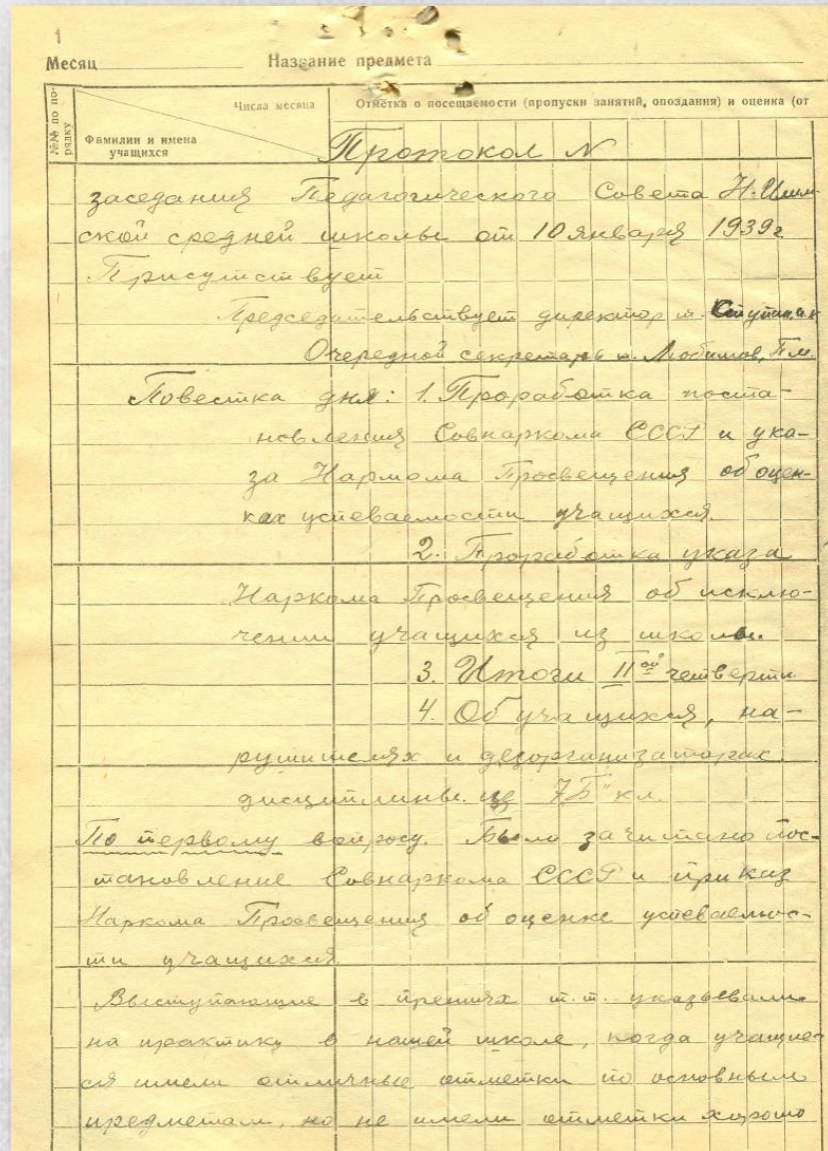 1
Месяц Название предмета
№№ по по-
рядку
Числа месяца
Фамилии и имена
учащихся
Отметка о посещаемости (пропуски занятий, опоздания) и оценка (от
Протокол N
заседания Педагогического Совета
ской средней школы от 10 января 1939 г
Присутствует
Председательствует директор т.
Очередной секретарь т. Любимов, П.М.
Повестка дня: 1. Проработка поста-
новления Совнаркома СССР и ука-
за Наркома Просвещения об оцен-
ках успеваемости учащихся.
2. Проработка указа
Наркома Просвещения об исклю-
чении учащихся из школы.
3. Итоги II ой четверти
4. Об учащихся, на-
рушителях и дезорганизаторах
дисциплины из "7Б" кл.
По первому вопросу. Было зачитано пос-
тановление Совнаркома СССР и приказ
Наркома Просвещения об оценке успеваемос-
ти учащихся.
Выступающие в прениях т.т. указывали
на практику в нашей школе, когда учащие-
ся имели отличные отметки по основным
предметам, но не имели отметки хорошо